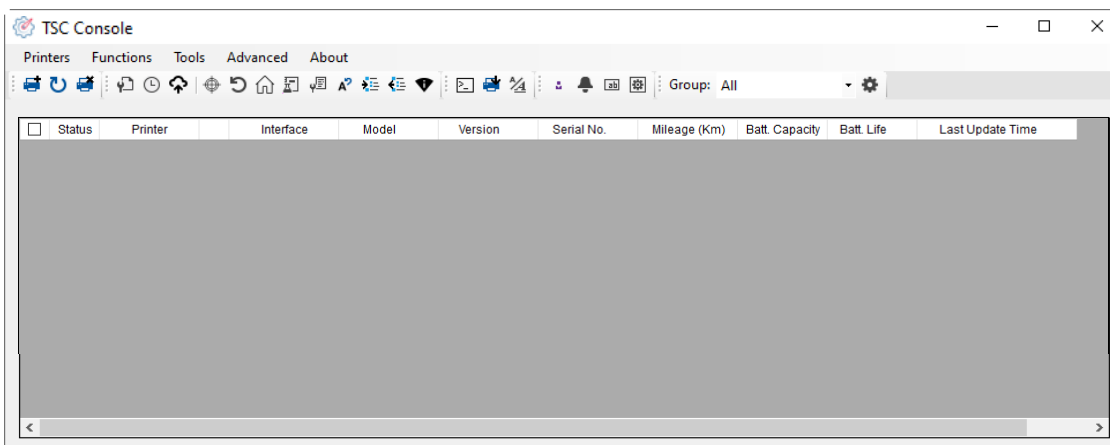 TSC Console
Printers Functions Tools Advanced About
Group: All
Status Printer Interface Model Version Serial No. Mileage (Km) Batt. Capacity Batt. Life Last Update Time